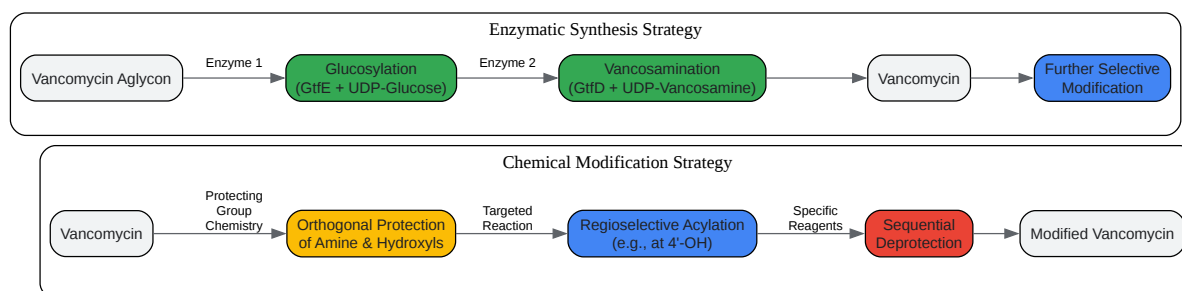 Enzymatic Synthesis Strategy
Vancomycin Aglycon
Enzyme 1
Glucosylation
(GtfE + UDP-Glucose)
Enzyme 2
Vancosamination
(GtfD + UDP-Vancosamine)
Vancomycin
Further Selective
Modification
Chemical Modification Strategy
Vancomycin
Protecting
Group
Chemistry
Orthogonal Protection
of Amine & Hydroxyls
Targeted
Reaction
Regioselective Acylation
(e.g., at 4'-OH)
Specific
Reagents
Sequential
Deprotection
Modified Vancomycin